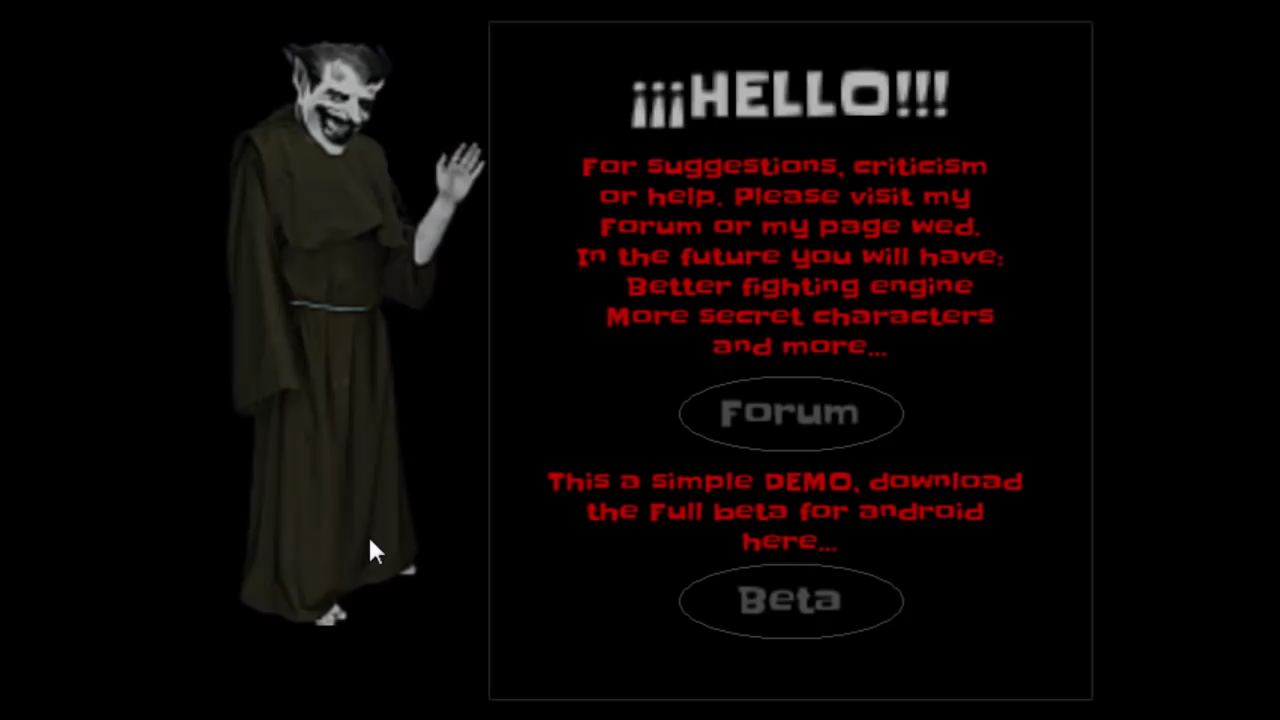 ¡¡¡HELLO!!!
For suggestions, criticism
or help. Please visit my
Forum or my page wed.
In the future you will have:
Better fighting engine
More secret characters
and more...
Forum
This a simple DEMO, download
the Full beta for android
here...
Beta